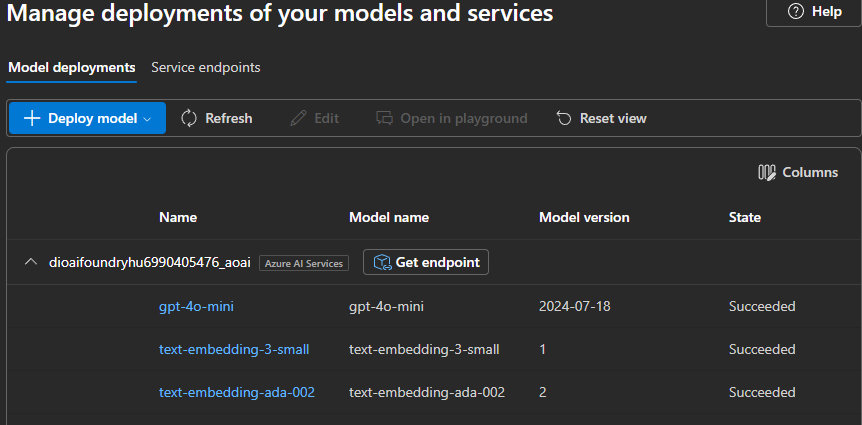 Manage deployments of your models and services
Help
Model deployments Service endpoints
Deploy model Refresh Edit Open in playground Reset view
Columns
Name Model name Model version State
dioaifoundryhu6990405476_aoai Azure AI Services Get endpoint
gpt-4o-mini gpt-4o-mini 2024-07-18 Succeeded
text-embedding-3-small text-embedding-3-small 1 Succeeded
text-embedding-ada-002 text-embedding-ada-002 2 Succeeded